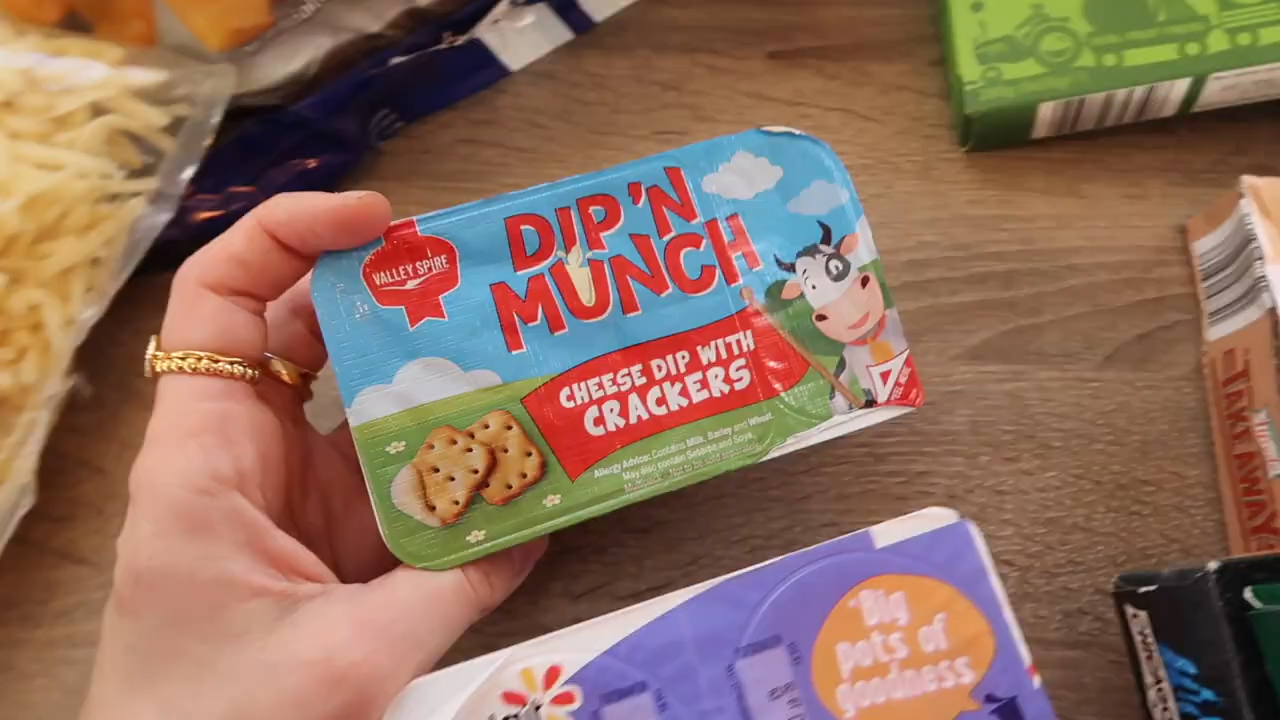 VALLEY SPIRE
DIP 'N
MUNCH
CHEESE DIP WITH
CRACKERS
Allergy Advice: Contains Milk, Barley and Wheat.
May also contain Sesame and Soya.
Big
pots of
goodness
TAKEAWAY